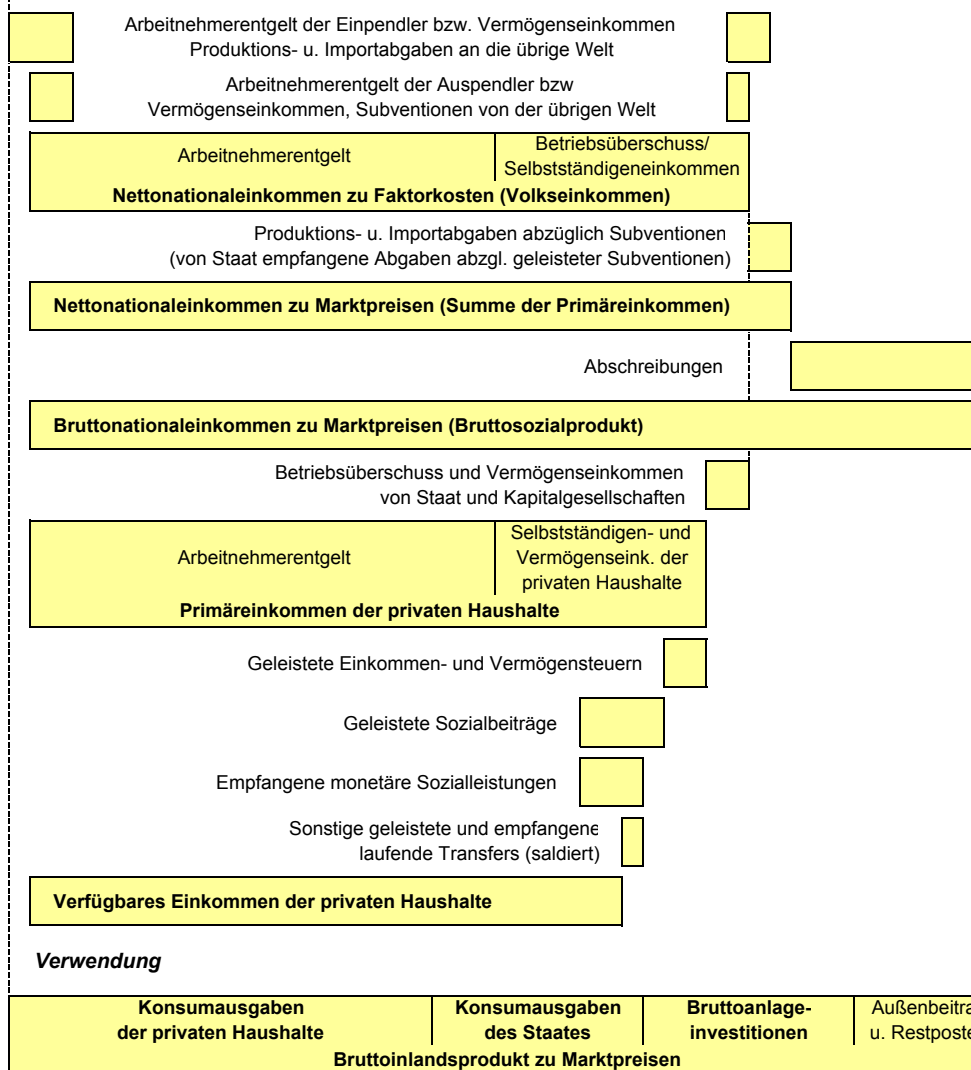 Arbeitnehmerentgelt der Einpendler bzw. Vermögenseinkommen
Produktions- u. Importabgaben an die übrige Welt
Arbeitnehmerentgelt der Auspendler bzw
Vermögenseinkommen, Subventionen von der übrigen Welt
Arbeitnehmerentgelt
Betriebsüberschuss/
Selbstständigeneinkommen
Nettonationaleinkommen zu Faktorkosten (Volkseinkommen)
Produktions- u. Importabgaben abzüglich Subventionen
(von Staat empfangene Abgaben abzgl. geleisteter Subventionen)
Nettonationaleinkommen zu Marktpreisen (Summe der Primäreinkommen)
Abschreibungen
Bruttonationaleinkommen zu Marktpreisen (Bruttosozialprodukt)
Betriebsüberschuss und Vermögenseinkommen
von Staat und Kapitalgesellschaften
Arbeitnehmerentgelt
Selbstständigen- und
Vermögenseink. der
privaten Haushalte
Primäreinkommen der privaten Haushalte
Geleistete Einkommen- und Vermögensteuern
Geleistete Sozialbeiträge
Empfangene monetäre Sozialleistungen
Sonstige geleistete und empfangene
laufende Transfers (saldiert)
Verfügbares Einkommen der privaten Haushalte
Verwendung
Konsumausgaben
der privaten Haushalte
Konsumausgaben
des Staates
Bruttoanlage-
investitionen
Außenbeitra
u. Restposte
Bruttoinlandsprodukt zu Marktpreisen